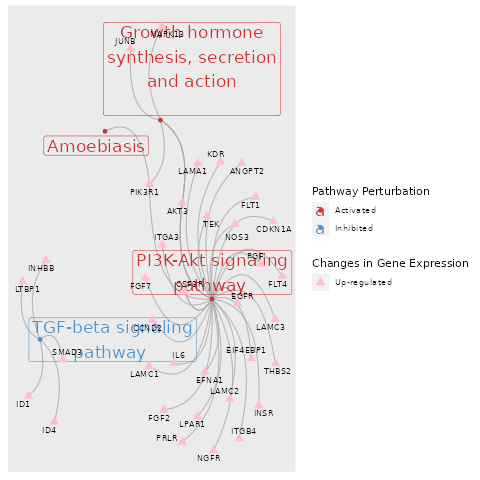 Growth hormone
synthesis, secretion
and action
MAPK13
JUNB
Amoebiasis
KDR
LAMA1
ANGPT2
PIK3R1
AKT3
FLT1
TEK
NOS3
CDKN1A
ITGA3
PI3K-Akt signaling
pathway
PGF
INHBB
LTBP1
FGF7
CSF3R
FLT4
EGFR
TGF-beta signaling
pathway
CCND2
LAMC3
SMAD3
IL6
EIF4EBP1
LAMC1
EFNA1
THBS2
LAMC2
ID1
FGF2
LPAR1
INSR
ID4
PRLR
ITGB4
NGFR
Pathway Perturbation
Activated
Inhibited
Changes in Gene Expression
Up-regulated